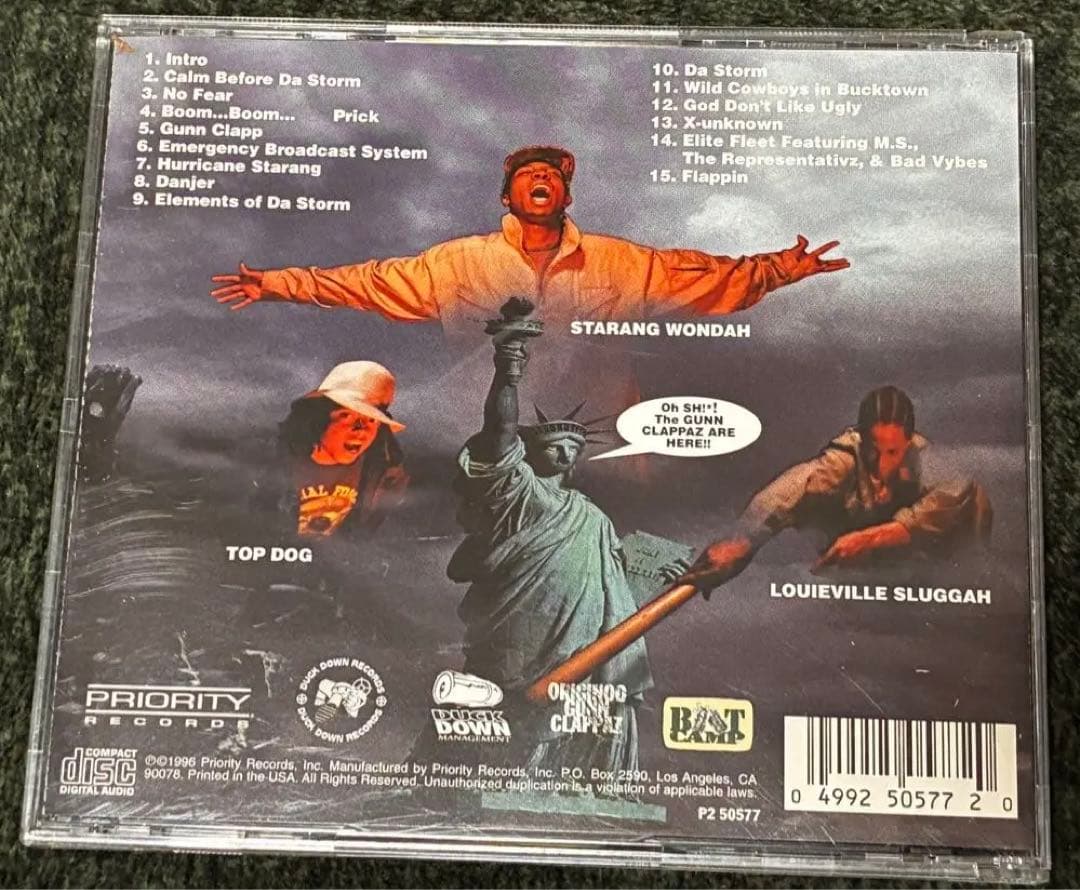 1. Intro
2. Calm Before Da Storm
3. No Fear
4. Boom...Boom... Prick
5. Gunn Clapp
6. Emergency Broadcast System
7. Hurricane Starang
8. Danjer
9. Elements of Da Storm
10. Da Storm
11. Wild Cowboys in Bucktown
12. God Don't Like Ugly
13. X-unknown
14. Elite Fleet Featuring M.S.,
The Representativz, & Bad Vybes
15. Flappin
STARANG WONDAH
Oh SH!*!
The GUNN
CLAPPAZ ARE
HERE!!
TOP DOG
LOUIEVILLE SLUGGAH
PRIORITY
RECORDS
DUCK DOWN RECORDS
DUCK DOWN RECORDS
DUCK
DOWN
MANAGEMENT
ORIGINOO
GUNN
CLAPPAZ
BOOT
CAMP
COMPACT
disc
DIGITAL AUDIO
℗©1996 Priority Records, Inc. Manufactured by Priority Records, Inc. P.O. Box 2590, Los Angeles, CA
90078. Printed in the USA. All Rights Reserved. Unauthorized duplication is a violation of applicable laws.
P2 50577
0 4992 50577 2 0